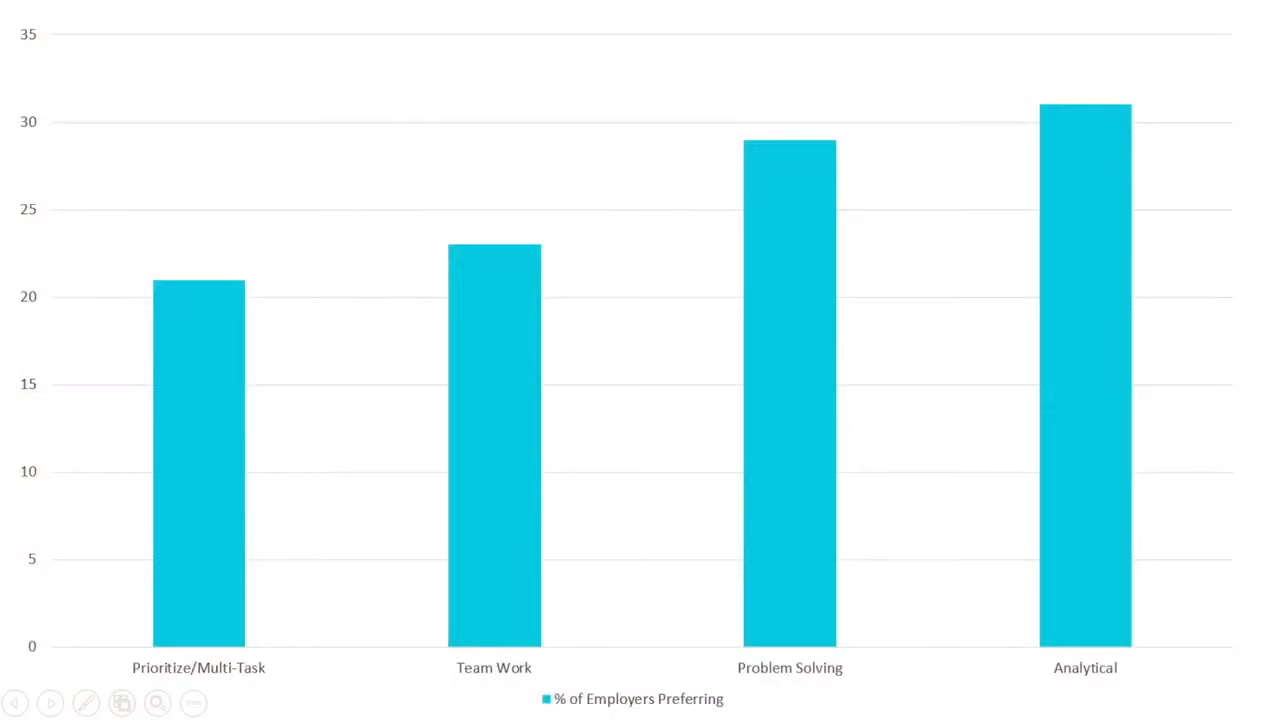 35
30
25
20
15
10
5
0
Prioritize/Multi-Task
Team Work
Problem Solving
Analytical
% of Employers Preferring